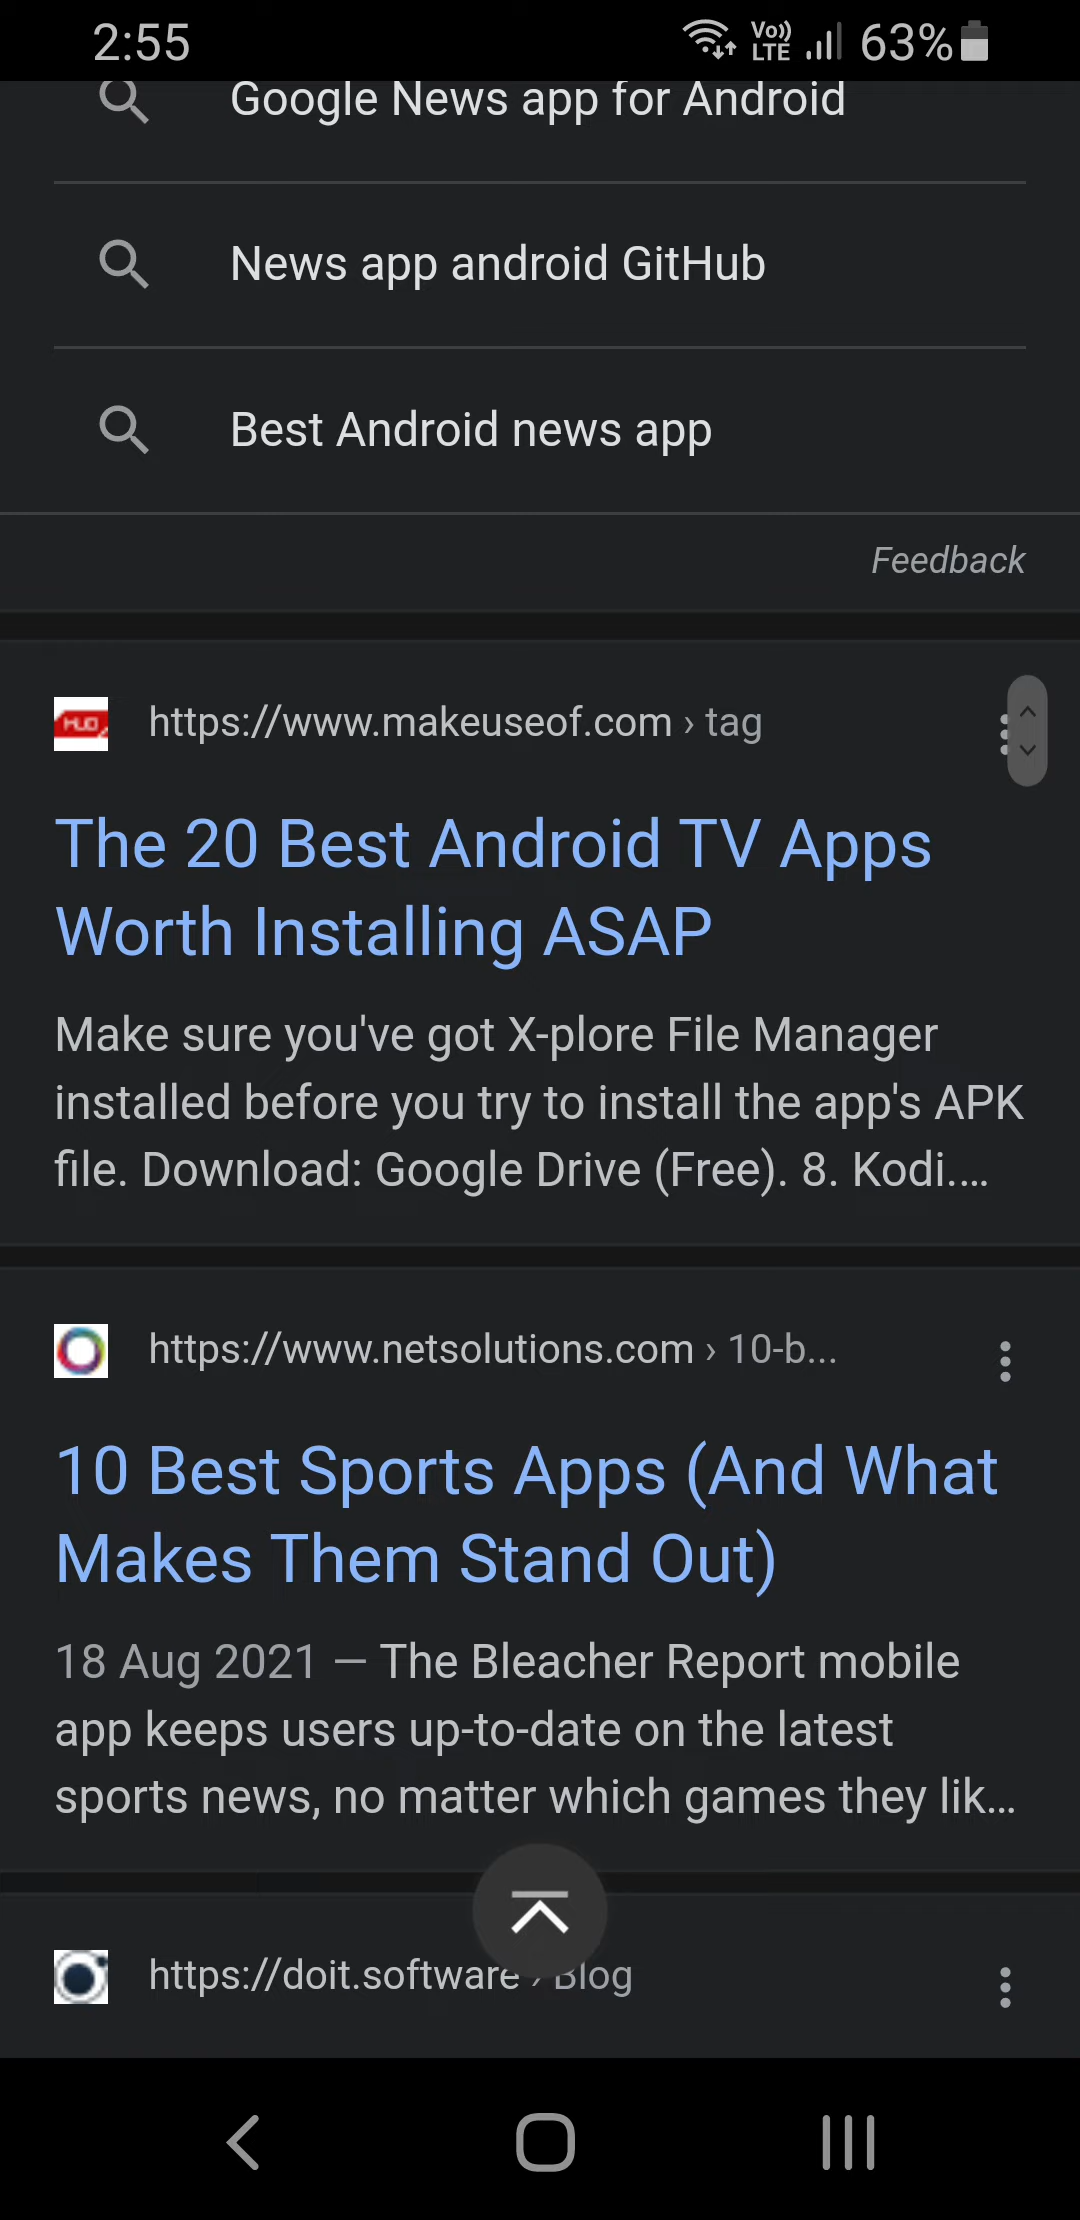 2:55 Vo)) LTE 63%
Google News app for Android
News app android GitHub
Best Android news app
Feedback
MUO https://www.makeuseof.com › tag
The 20 Best Android TV Apps
Worth Installing ASAP
Make sure you've got X-plore File Manager
installed before you try to install the app's APK
file. Download: Google Drive (Free). 8. Kodi....
https://www.netsolutions.com › 10-b...
10 Best Sports Apps (And What
Makes Them Stand Out)
18 Aug 2021 — The Bleacher Report mobile
app keeps users up-to-date on the latest
sports news, no matter which games they lik...
https://doit.software › Blog